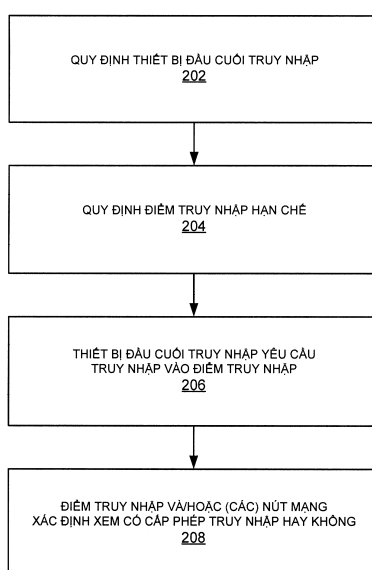 QUY ĐỊNH THIẾT BỊ ĐẦU CUỐI TRUY NHẬP
202
QUY ĐỊNH ĐIỂM TRUY NHẬP HẠN CHẾ
204
THIẾT BỊ ĐẦU CUỐI TRUY NHẬP YÊU CẦU
TRUY NHẬP VÀO ĐIỂM TRUY NHẬP
206
ĐIỂM TRUY NHẬP VÀ/HOẶC (CÁC) NÚT MẠNG
XÁC ĐỊNH XEM CÓ CẤP PHÉP TRUY NHẬP HAY KHÔNG
208